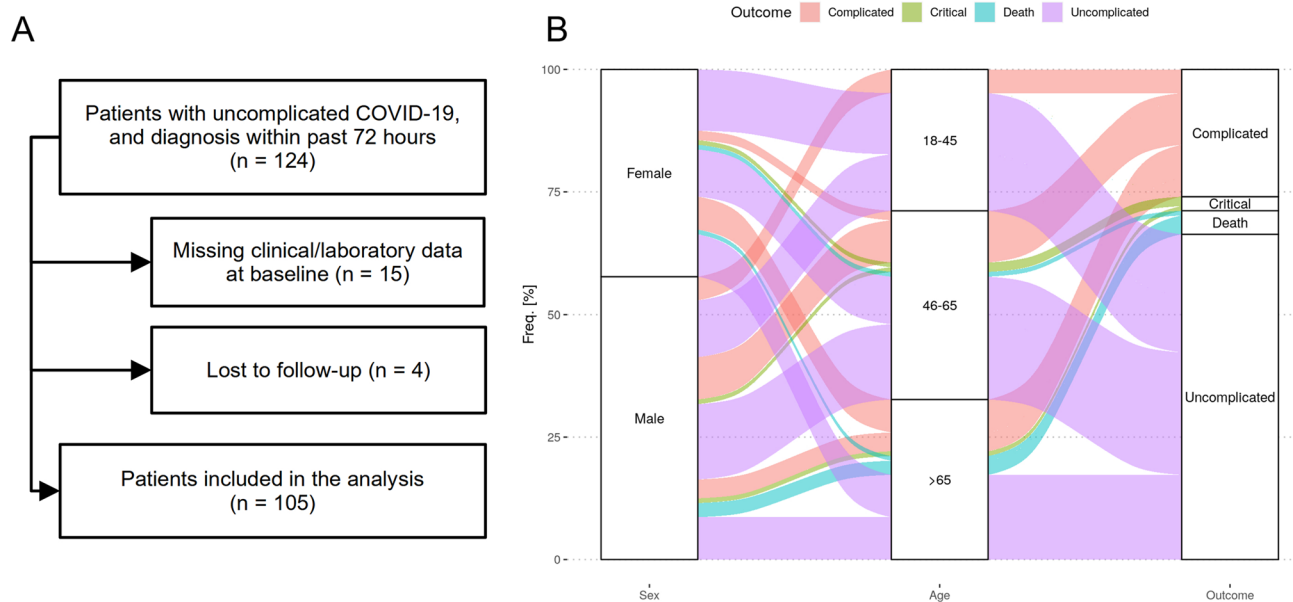 A
Patients with uncomplicated COVID-19,
and diagnosis within past 72 hours
(n = 124)
Missing clinical/laboratory data
at baseline (n = 15)
Lost to follow-up (n = 4)
Patients included in the analysis
(n = 105)
B
Outcome Complicated Critical Death Uncomplicated
Freq. [%]
100
75
50
25
0
Female
Male
18-45
46-65
>65
Complicated
Critical
Death
Uncomplicated
Sex Age Outcome